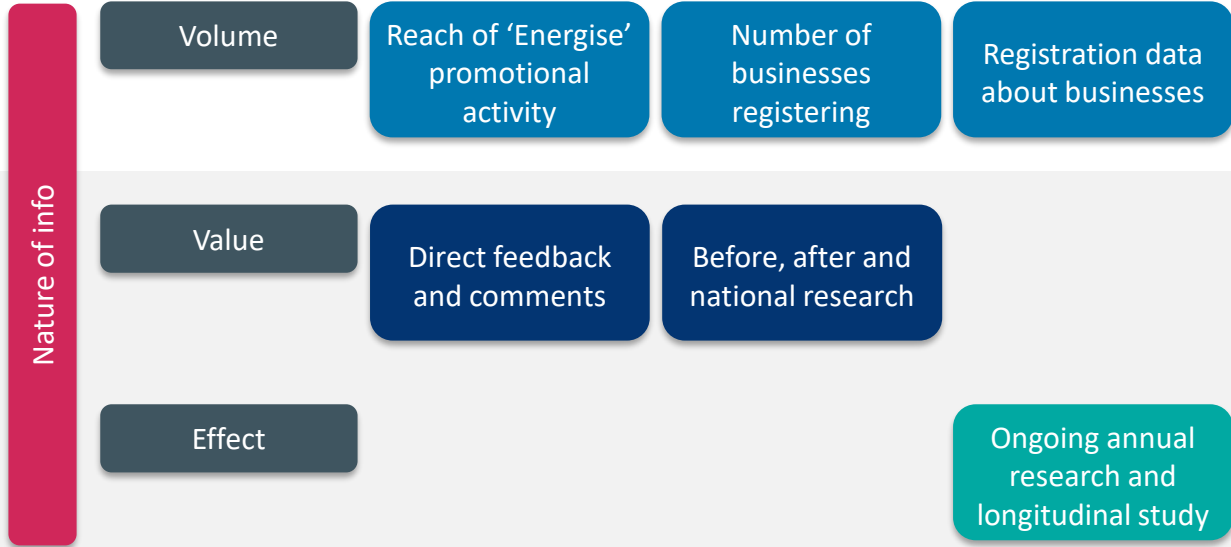 Nature of info
Volume
Reach of ‘Energise’
promotional
activity
Number of
businesses
registering
Registration data
about businesses
Value
Direct feedback
and comments
Before, after and
national research
Effect
Ongoing annual
research and
longitudinal study